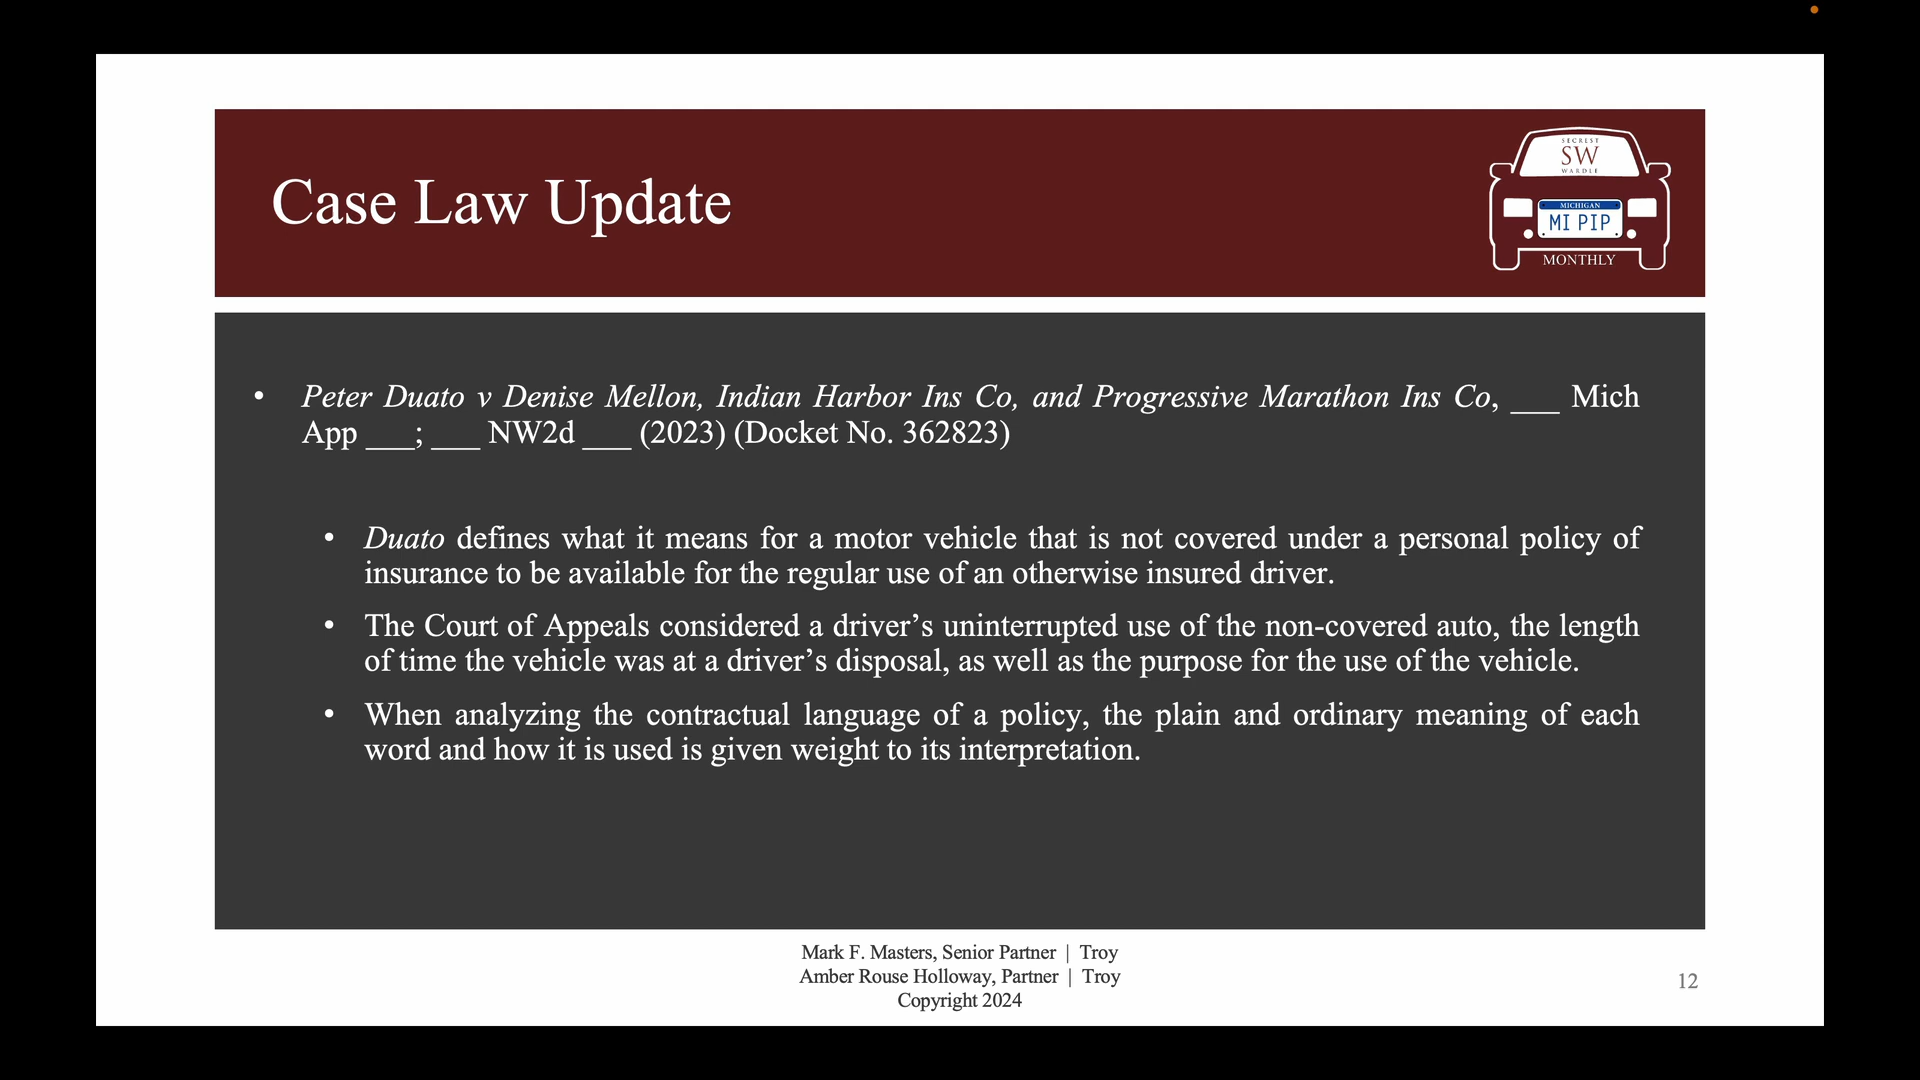 Case Law Update
SECREST
SW
WARDLE
MICHIGAN
MI PIP
MONTHLY
• Peter Duato v Denise Mellon, Indian Harbor Ins Co, and Progressive Marathon Ins Co, ___ Mich
App ___; ___ NW2d ___ (2023) (Docket No. 362823)
• Duato defines what it means for a motor vehicle that is not covered under a personal policy of
insurance to be available for the regular use of an otherwise insured driver.
• The Court of Appeals considered a driver’s uninterrupted use of the non-covered auto, the length
of time the vehicle was at a driver’s disposal, as well as the purpose for the use of the vehicle.
• When analyzing the contractual language of a policy, the plain and ordinary meaning of each
word and how it is used is given weight to its interpretation.
Mark F. Masters, Senior Partner | Troy
Amber Rouse Holloway, Partner | Troy
Copyright 2024
12